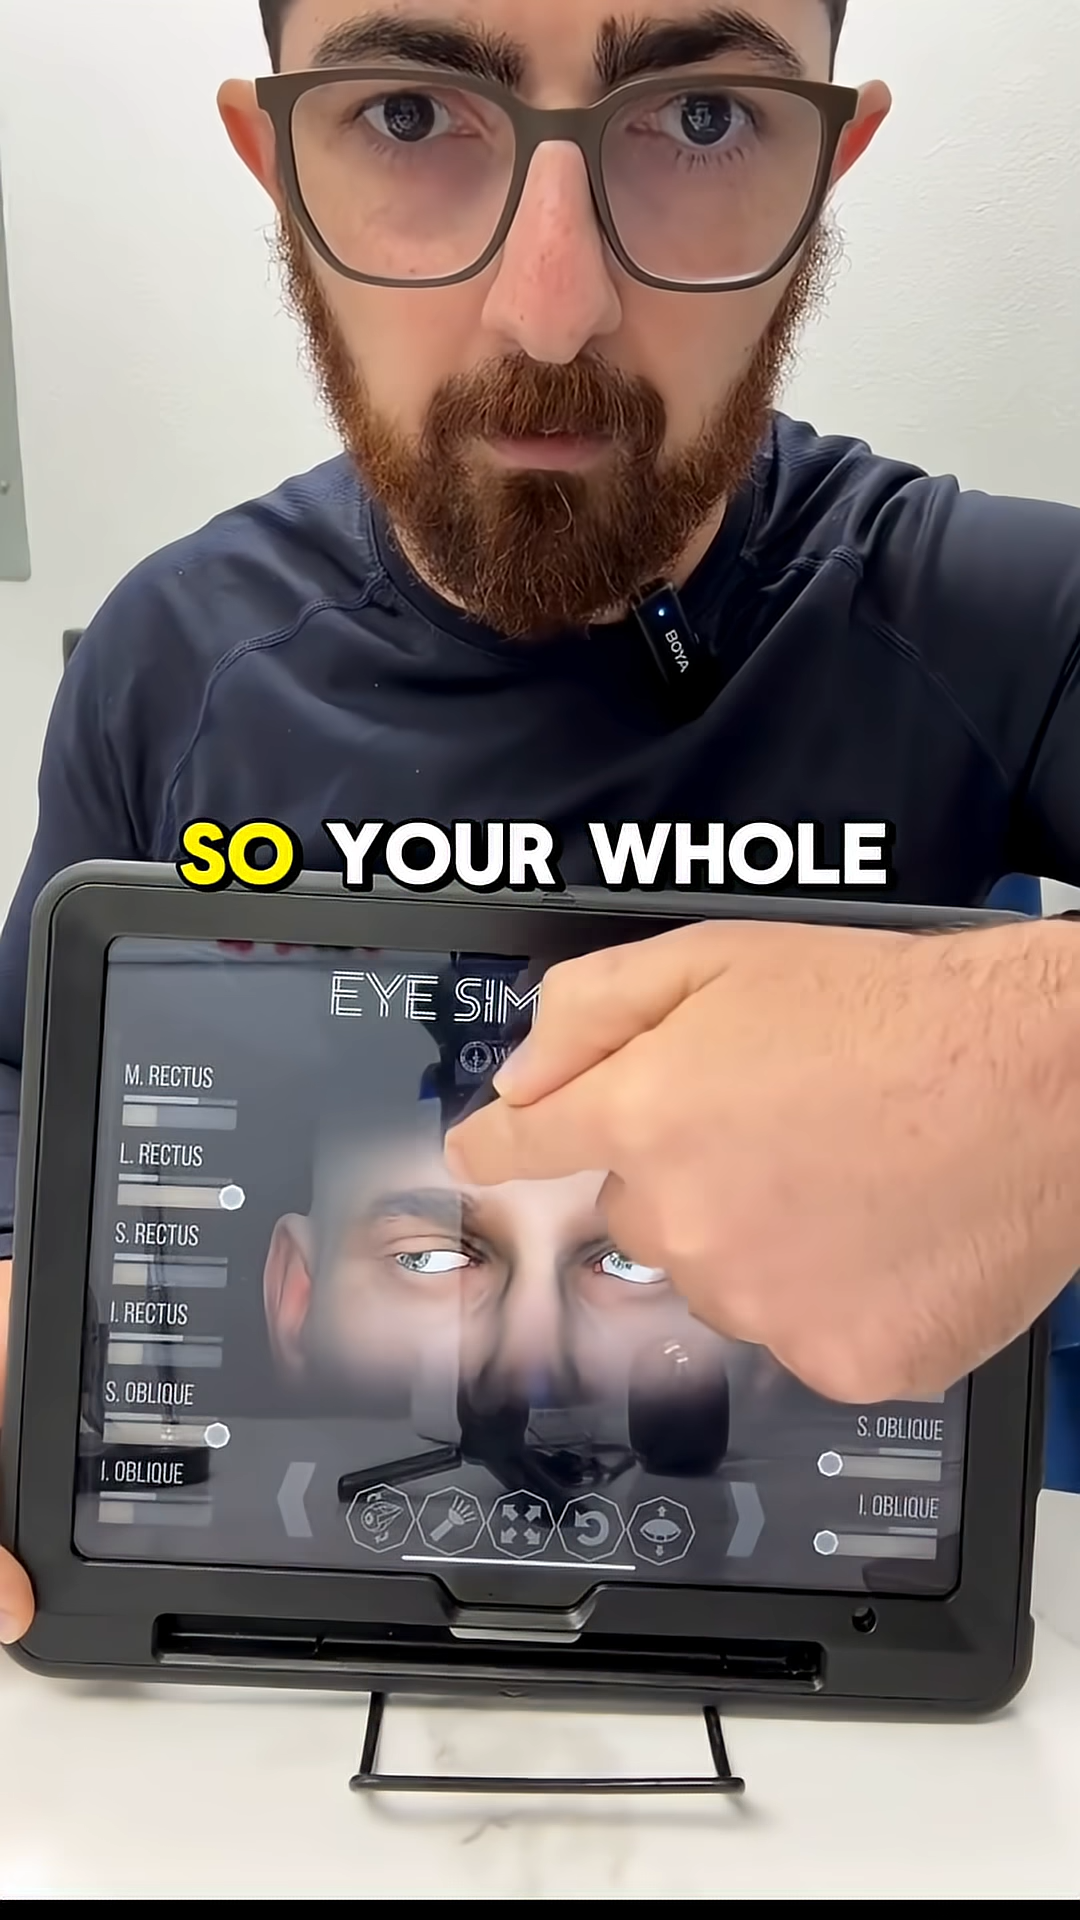 BOYA
SO YOUR WHOLE
EYE SIM
M. RECTUS
L. RECTUS
S. RECTUS
I. RECTUS
S. OBLIQUE
I. OBLIQUE
S. OBLIQUE
I. OBLIQUE